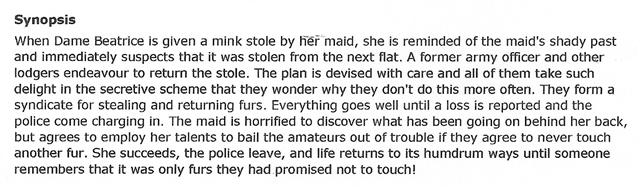 Synopsis
When Dame Beatrice is given a mink stole by her maid, she is reminded of the maid's shady past
and immediately suspects that it was stolen from the next flat. A former army officer and other
lodgers endeavour to return the stole. The plan is devised with care and all of them take such
delight in the secretive scheme that they wonder why they don't do this more often. They form a
syndicate for stealing and returning furs. Everything goes well until a loss is reported and the
police come charging in. The maid is horrified to discover what has been going on behind her back,
but agrees to employ her talents to bail the amateurs out of trouble if they agree to never touch
another fur. She succeeds, the police leave, and life returns to its humdrum ways until someone
remembers that it was only furs they had promised not to touch!